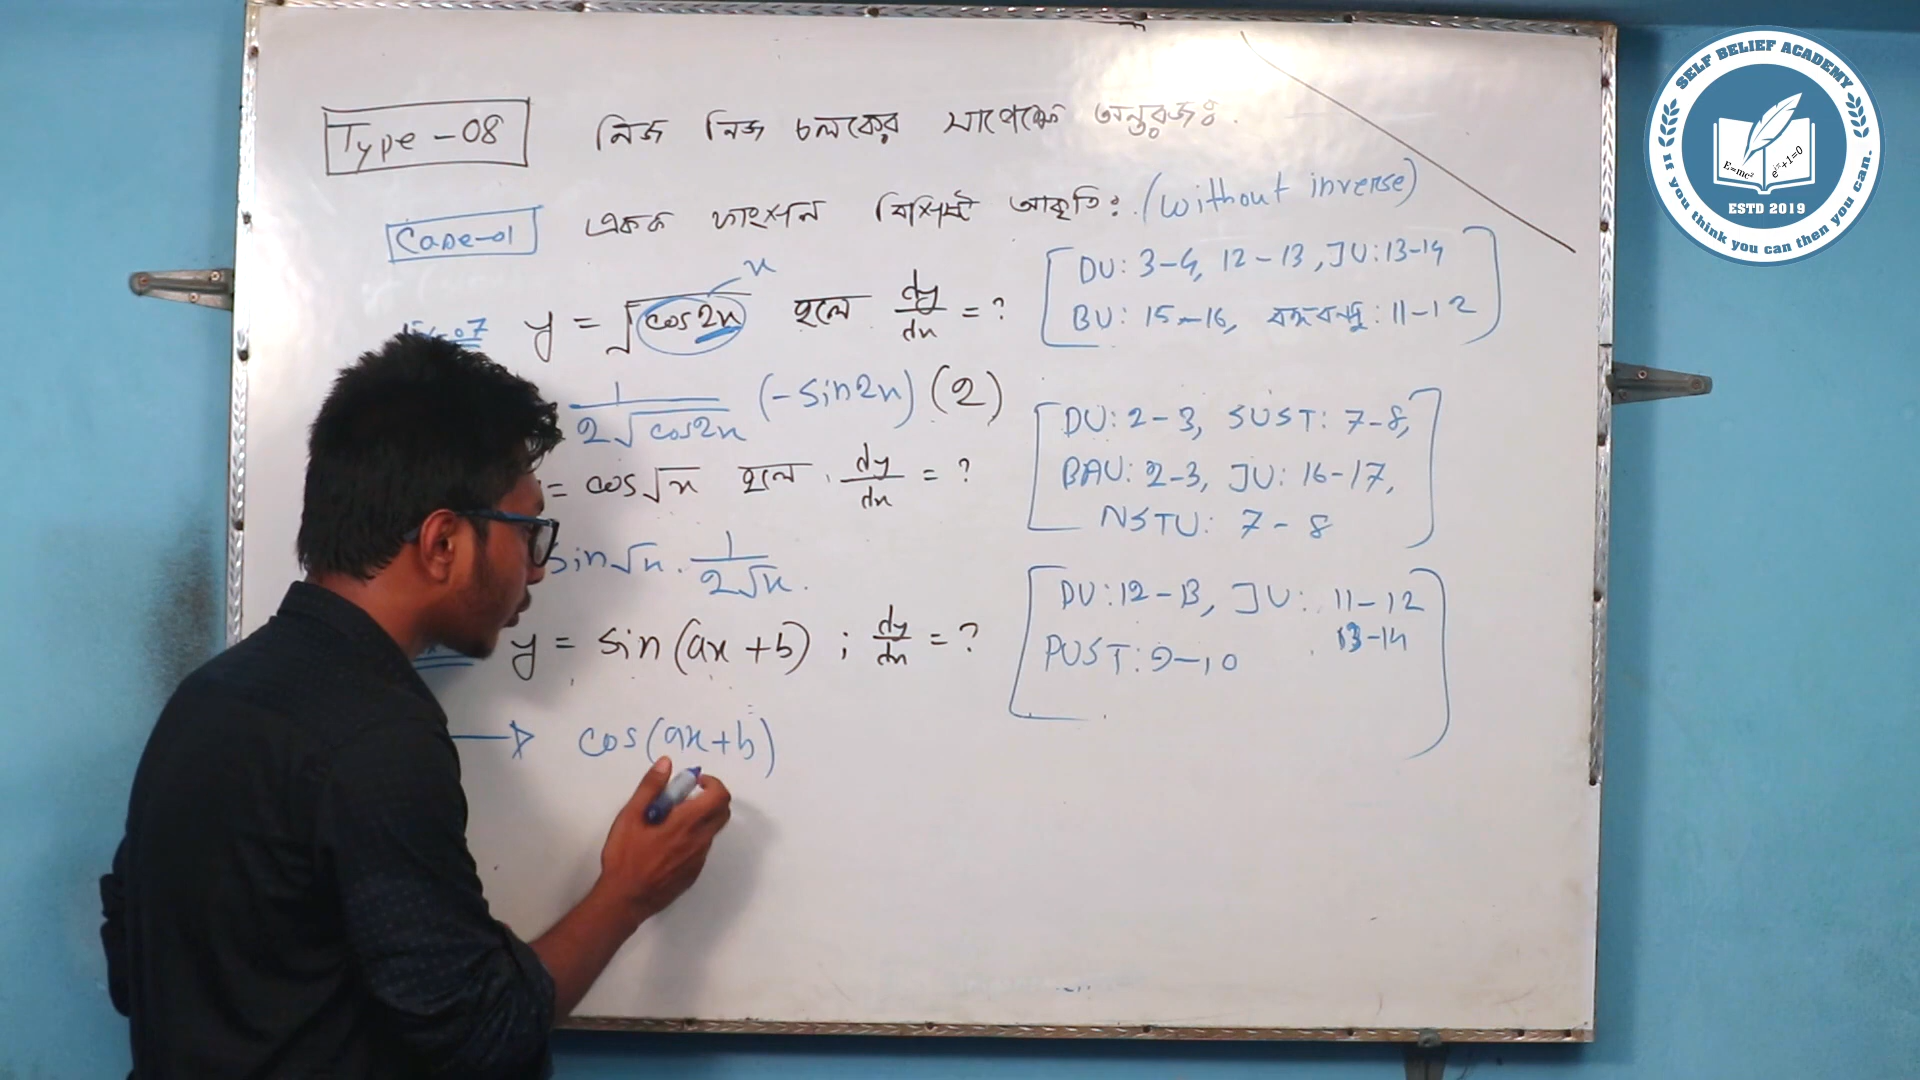 Type-08 নিজ নিজ চলকের সাপেক্ষে অন্তরজঃ.
Case-01 একক ফাংশন বিশিষ্ট আকৃতি: (without inverse)
x
y = √cos2x হলে dy/dx = ? [DU: 3-4, 12-13, JU: 13-14
BU: 15-16, বঙ্গবন্ধু: 11-12]
1/(2√cos2x) (-sin2x) (2)
= cos√x হলে dy/dx = ? [DU: 2-3, SUST: 7-8,
BAU: 2-3, JU: 16-17,
NSTU: 7-8]
sin√x . 1/(2√x).
y = sin(ax+b) ; dy/dx = ? [DU: 12-13, JU: 11-12
13-14
PUST: 9-10]
→ cos(ax+b)
SELF BELIEF ACADEMY
E=mc² e^iπ+1=0
ESTD 2019
If you think you can then you can.